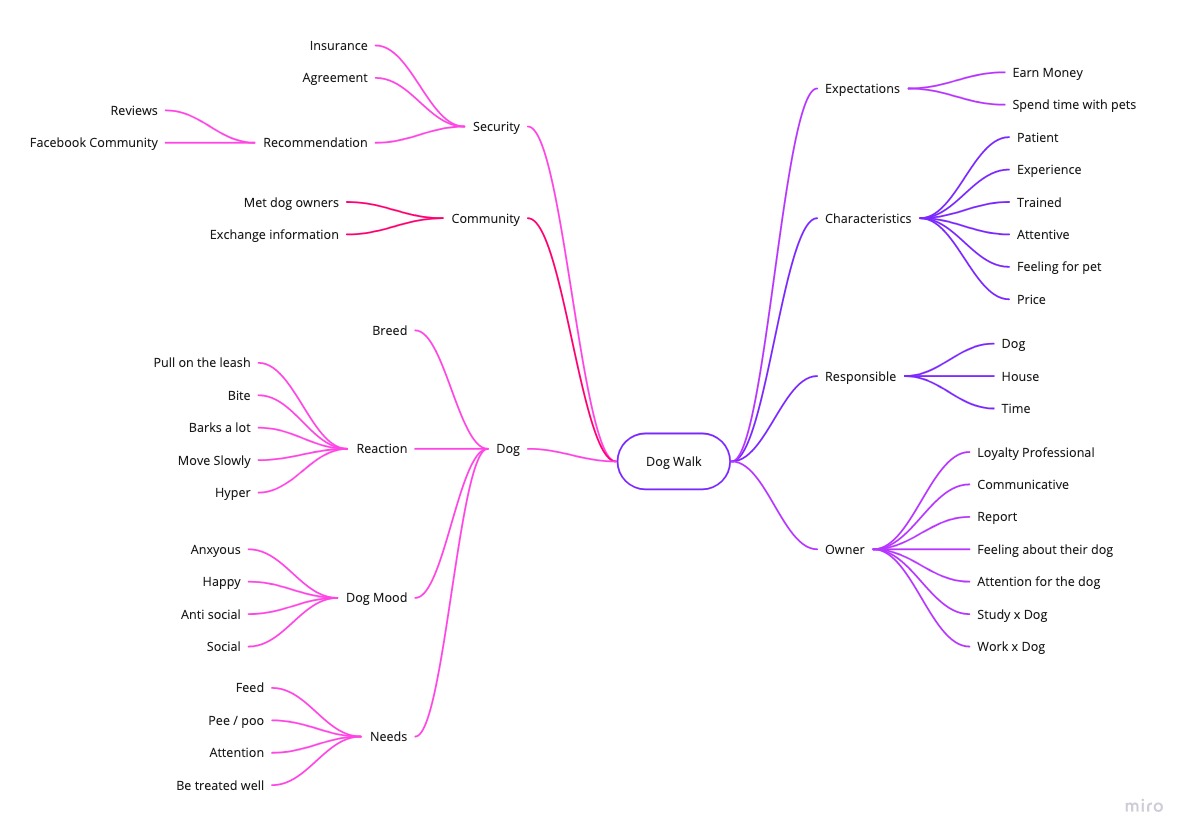 Insurance
Agreement
Reviews
Facebook Community
Recommendation
Security
Met dog owners
Exchange information
Community
Breed
Pull on the leash
Bite
Barks a lot
Move Slowly
Hyper
Reaction
Dog
Anxyous
Happy
Anti social
Social
Dog Mood
Feed
Pee / poo
Attention
Be treated well
Needs
Dog Walk
Expectations
Earn Money
Spend time with pets
Characteristics
Patient
Experience
Trained
Attentive
Feeling for pet
Price
Responsible
Dog
House
Time
Owner
Loyalty Professional
Communicative
Report
Feeling about their dog
Attention for the dog
Study x Dog
Work x Dog
miro